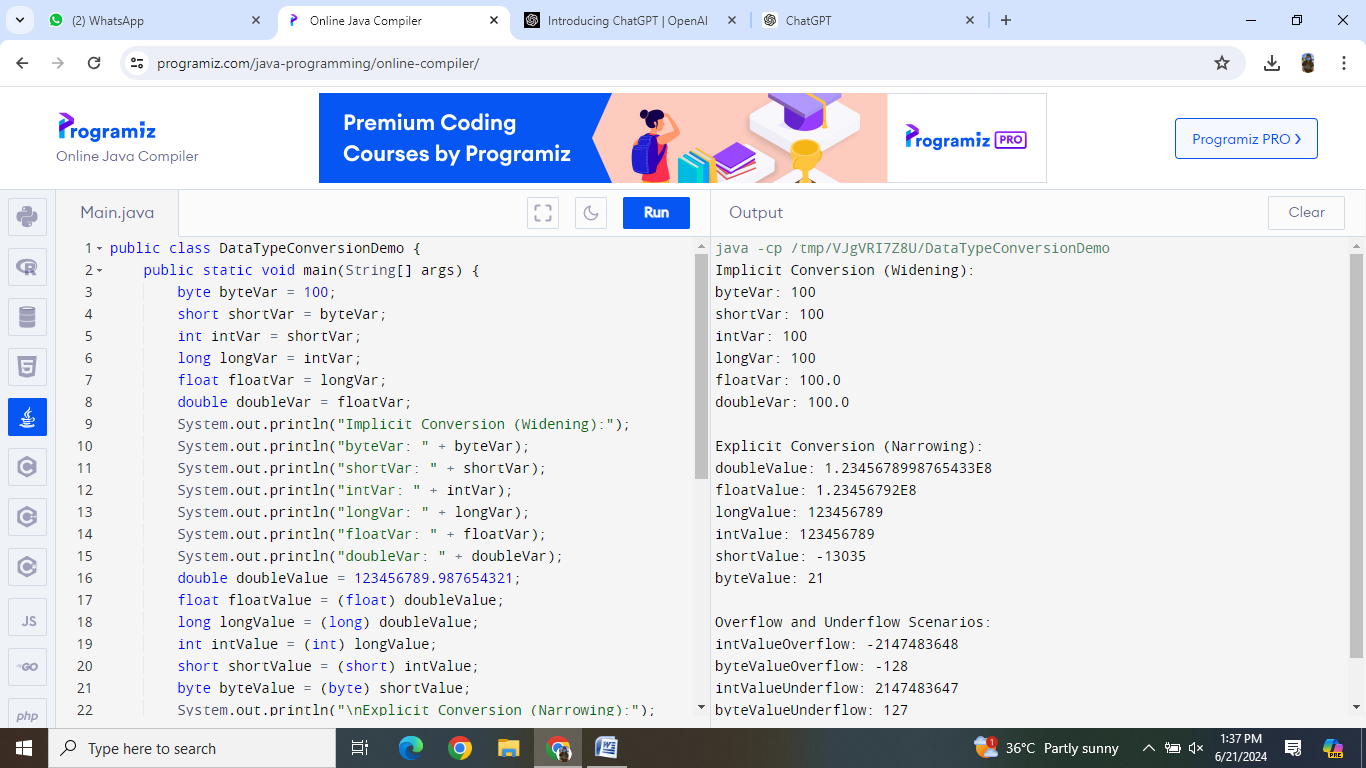 (2) WhatsApp
Online Java Compiler
Introducing ChatGPT | OpenAI
ChatGPT
programiz.com/java-programming/online-compiler/
Programiz
Online Java Compiler
Premium Coding
Courses by Programiz
Programiz PRO
Programiz PRO
Main.java
Run
Output
Clear
1 public class DataTypeConversionDemo {
2 public static void main(String[] args) {
3 byte byteVar = 100;
4 short shortVar = byteVar;
5 int intVar = shortVar;
6 long longVar = intVar;
7 float floatVar = longVar;
8 double doubleVar = floatVar;
9 System.out.println("Implicit Conversion (Widening):");
10 System.out.println("byteVar: " + byteVar);
11 System.out.println("shortVar: " + shortVar);
12 System.out.println("intVar: " + intVar);
13 System.out.println("longVar: " + longVar);
14 System.out.println("floatVar: " + floatVar);
15 System.out.println("doubleVar: " + doubleVar);
16 double doubleValue = 123456789.987654321;
17 float floatValue = (float) doubleValue;
18 long longValue = (long) doubleValue;
19 int intValue = (int) longValue;
20 short shortValue = (short) intValue;
21 byte byteValue = (byte) shortValue;
22 System.out.println("\nExplicit Conversion (Narrowing):");
java -cp /tmp/VJgVRI7Z8U/DataTypeConversionDemo
Implicit Conversion (Widening):
byteVar: 100
shortVar: 100
intVar: 100
longVar: 100
floatVar: 100.0
doubleVar: 100.0
Explicit Conversion (Narrowing):
doubleValue: 1.2345678998765433E8
floatValue: 1.23456792E8
longValue: 123456789
intValue: 123456789
shortValue: -13035
byteValue: 21
Overflow and Underflow Scenarios:
intValueOverflow: -2147483648
byteValueOverflow: -128
intValueUnderflow: 2147483647
byteValueUnderflow: 127
JS
GO
php
Type here to search
1
36°C Partly sunny
1:37 PM
6/21/2024
PRE